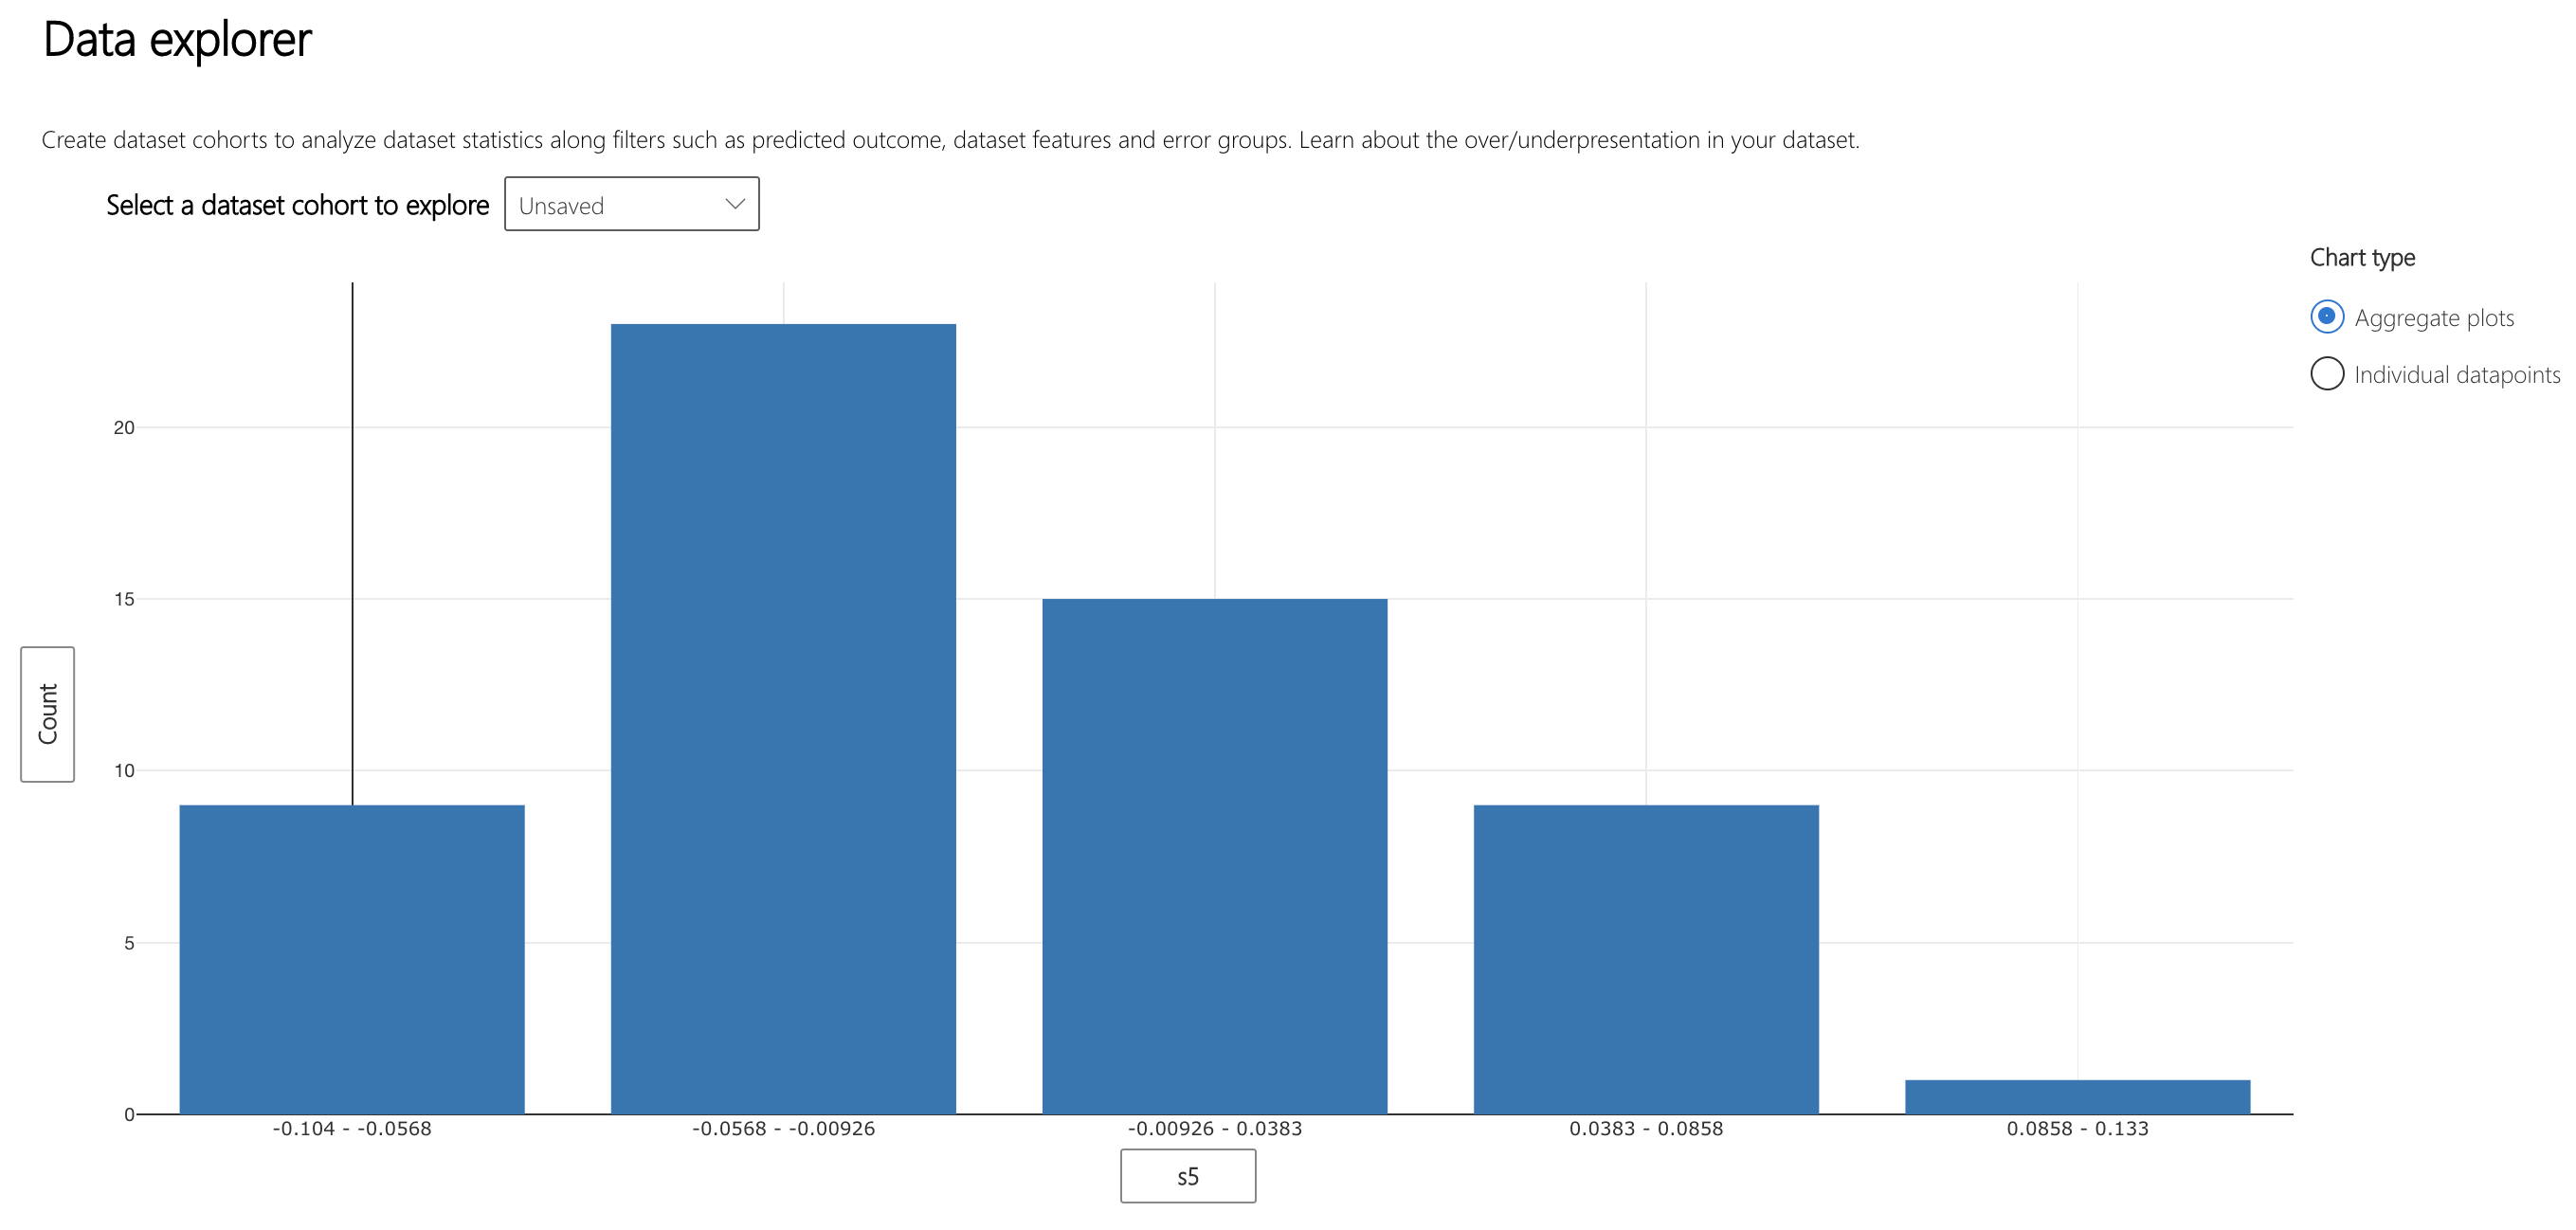 Data explorer
Create dataset cohorts to analyze dataset statistics along filters such as predicted outcome, dataset features and error groups. Learn about the over/underpresentation in your dataset.
Select a dataset cohort to explore Unsaved
Chart type
Aggregate plots
Individual datapoints
20
15
10
5
0
Count
-0.104 - -0.0568 -0.0568 - -0.00926 -0.00926 - 0.0383 0.0383 - 0.0858 0.0858 - 0.133
s5